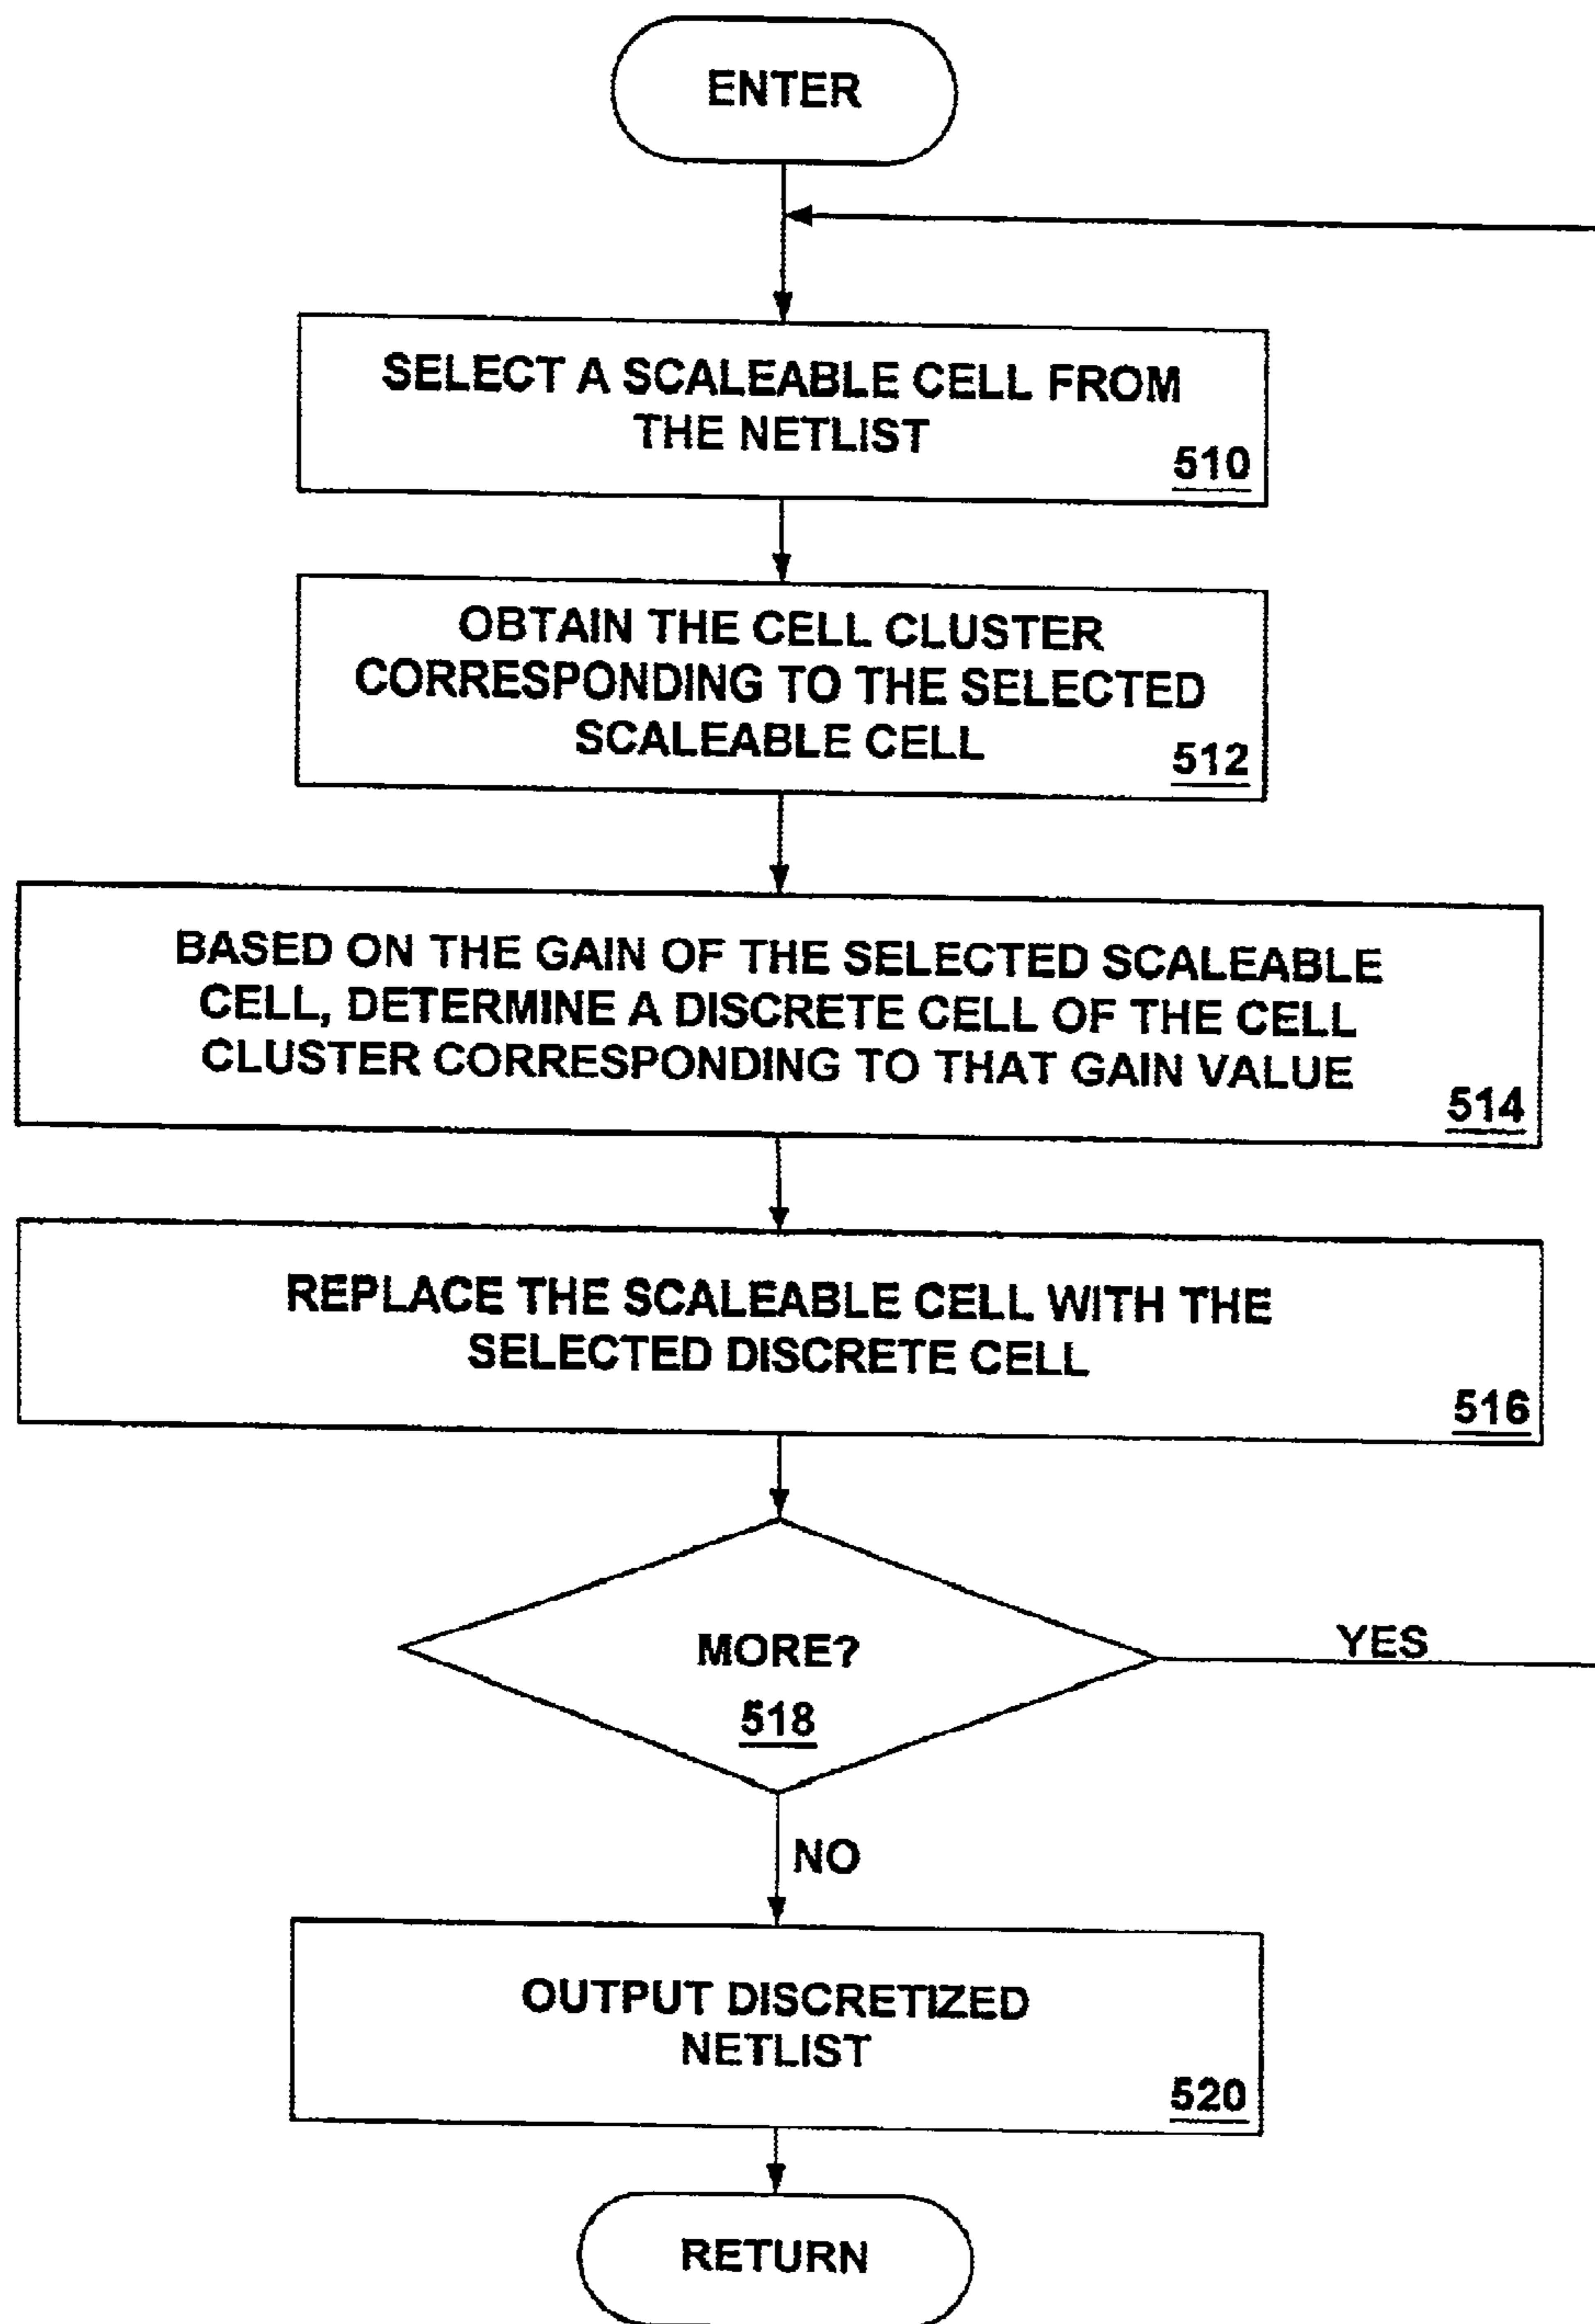 ENTER
SELECT A SCALEABLE CELL FROM
THE NETLIST
510
OBTAIN THE CELL CLUSTER
CORRESPONDING TO THE SELECTED
SCALEABLE CELL
512
BASED ON THE GAIN OF THE SELECTED SCALEABLE
CELL, DETERMINE A DISCRETE CELL OF THE CELL
CLUSTER CORRESPONDING TO THAT GAIN VALUE
514
REPLACE THE SCALEABLE CELL WITH THE
SELECTED DISCRETE CELL
516
MORE?
518
YES
NO
OUTPUT DISCRETIZED
NETLIST
520
RETURN